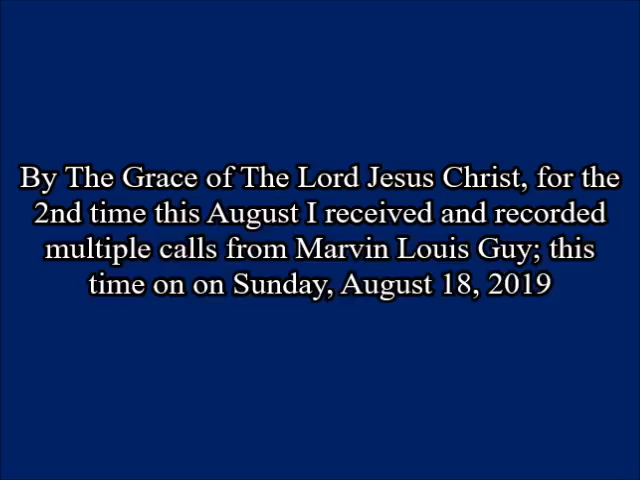 By The Grace of The Lord Jesus Christ, for the
2nd time this August I received and recorded
multiple calls from Marvin Louis Guy; this
time on on Sunday, August 18, 2019